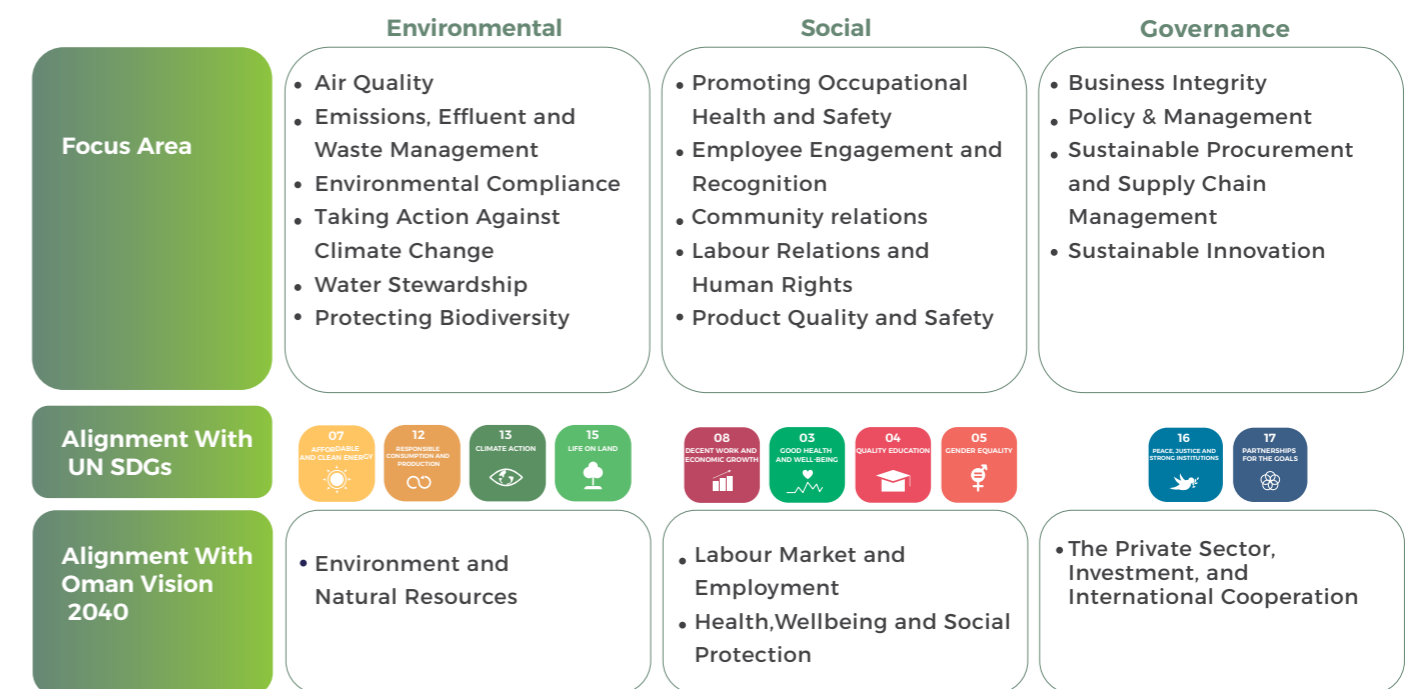 Environmental
Social
Governance
Focus Area
• Air Quality
• Emissions, Effluent and
Waste Management
• Environmental Compliance
• Taking Action Against
Climate Change
• Water Stewardship
• Protecting Biodiversity
• Promoting Occupational
Health and Safety
• Employee Engagement and
Recognition
• Community relations
• Labour Relations and
Human Rights
• Product Quality and Safety
• Business Integrity
• Policy & Management
• Sustainable Procurement
and Supply Chain
Management
• Sustainable Innovation
Alignment With
UN SDGs
07
AFFORDABLE
AND CLEAN ENERGY
12
RESPONSIBLE
CONSUMPTION AND
PRODUCTION
13
CLIMATE ACTION
15
LIFE ON LAND
08
DECENT WORK AND
ECONOMIC GROWTH
03
GOOD HEALTH
AND WELL-BEING
04
QUALITY EDUCATION
05
GENDER EQUALITY
16
PEACE, JUSTICE AND
STRONG INSTITUTIONS
17
PARTNERSHIPS
FOR THE GOALS
Alignment With
Oman Vision
2040
• Environment and
Natural Resources
• Labour Market and
Employment
• Health,Wellbeing and Social
Protection
• The Private Sector,
Investment, and
International Cooperation